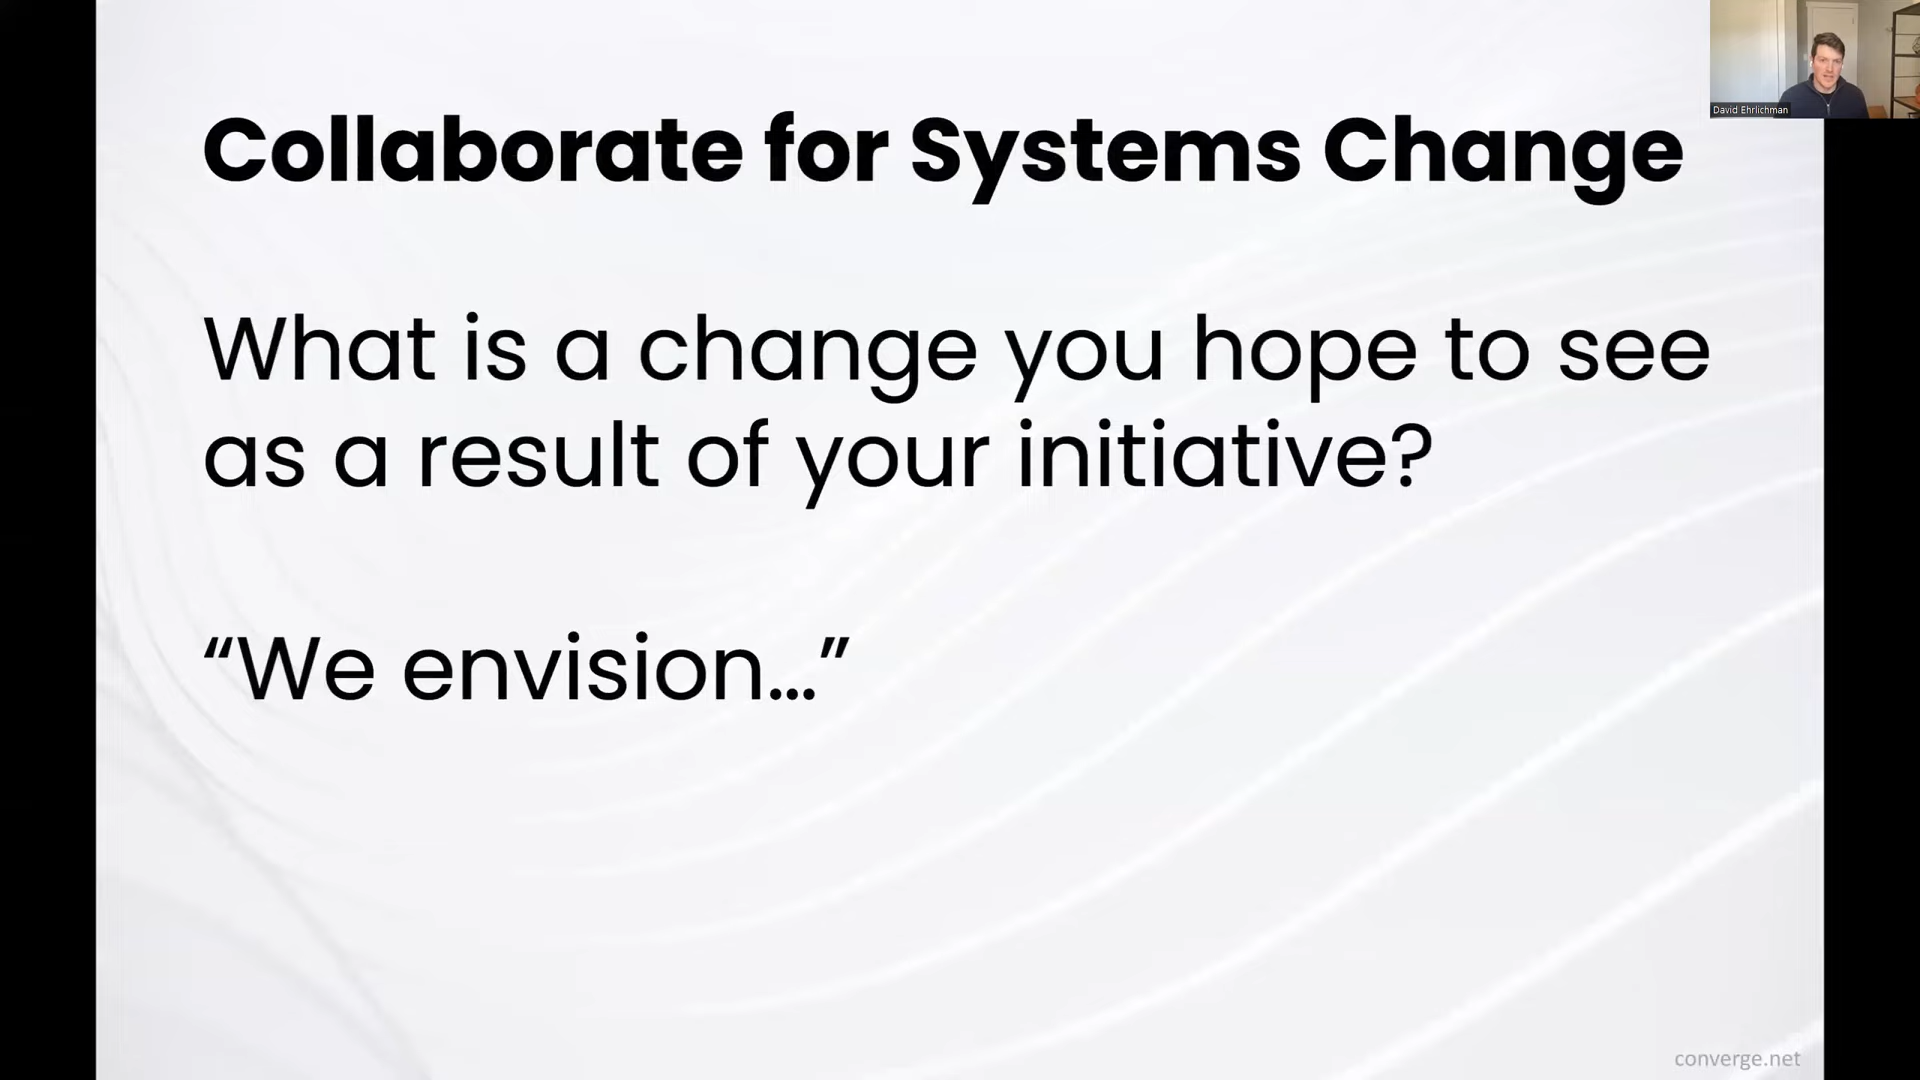 Collaborate for Systems Change
David Ehrlichman
What is a change you hope to see
as a result of your initiative?
“We envision...”
converge.net